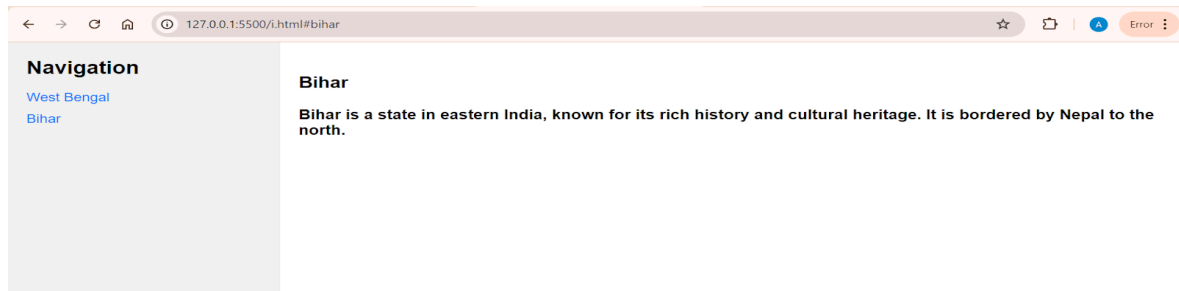 127.0.0.1:5500/i.html#bihar
A
Error
Navigation
West Bengal
Bihar
Bihar
Bihar is a state in eastern India, known for its rich history and cultural heritage. It is bordered by Nepal to the
north.